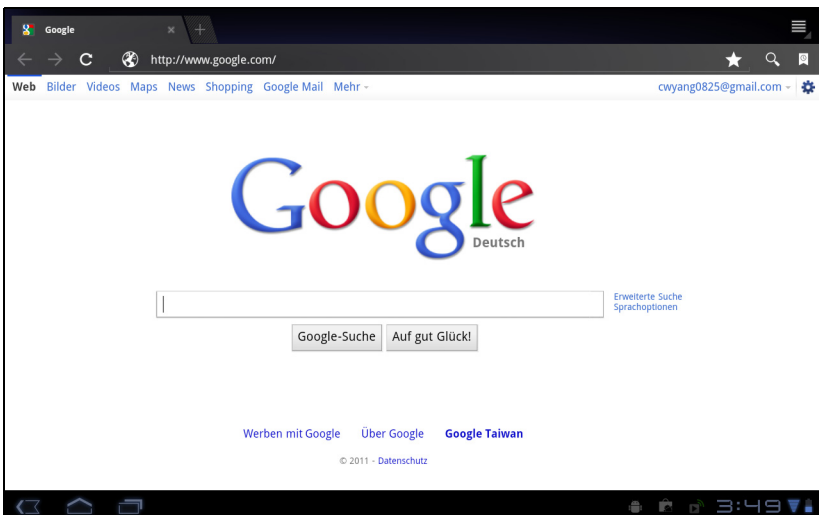 Google
http://www.google.com/
Web Bilder Videos Maps News Shopping Google Mail Mehr
cwyang0825@gmail.com
Google
Deutsch
Erweiterte Suche
Sprachoptionen
Google-Suche Auf gut Glück!
Werben mit Google Über Google Google Taiwan
© 2011 - Datenschutz
3:49